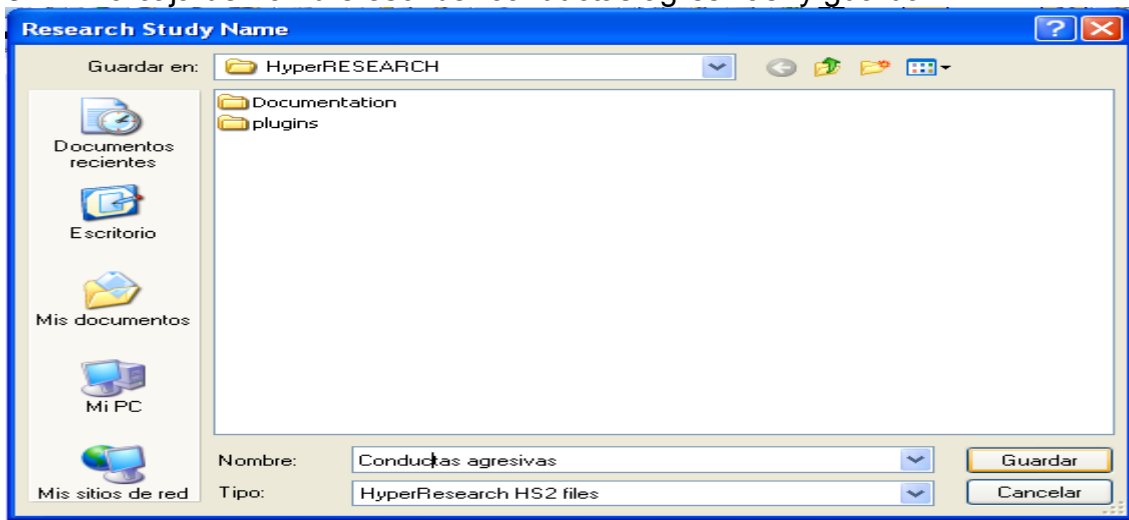 Research Study Name
Guardar en: HyperRESEARCH
Documentation
plugins
Documentos
recientes
Escritorio
Mis documentos
Mi PC
Mis sitios de red
Nombre: Conductas agresivas
Guardar
Tipo: HyperResearch HS2 files
Cancelar